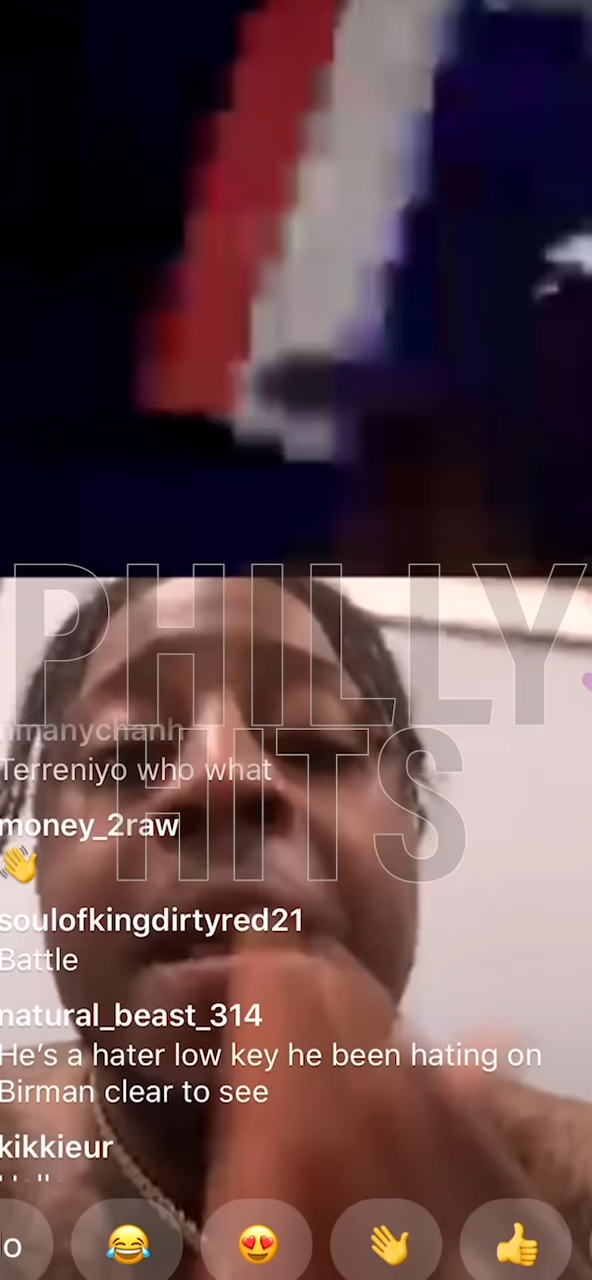 PHILLY
HITS
Terreniyo who what
money_2raw
👋
soulofkingdirtyred21
Battle
natural_beast_314
He's a hater low key he been hating on
Birman clear to see
kikkieur
lo 😂 😍 👋 👍